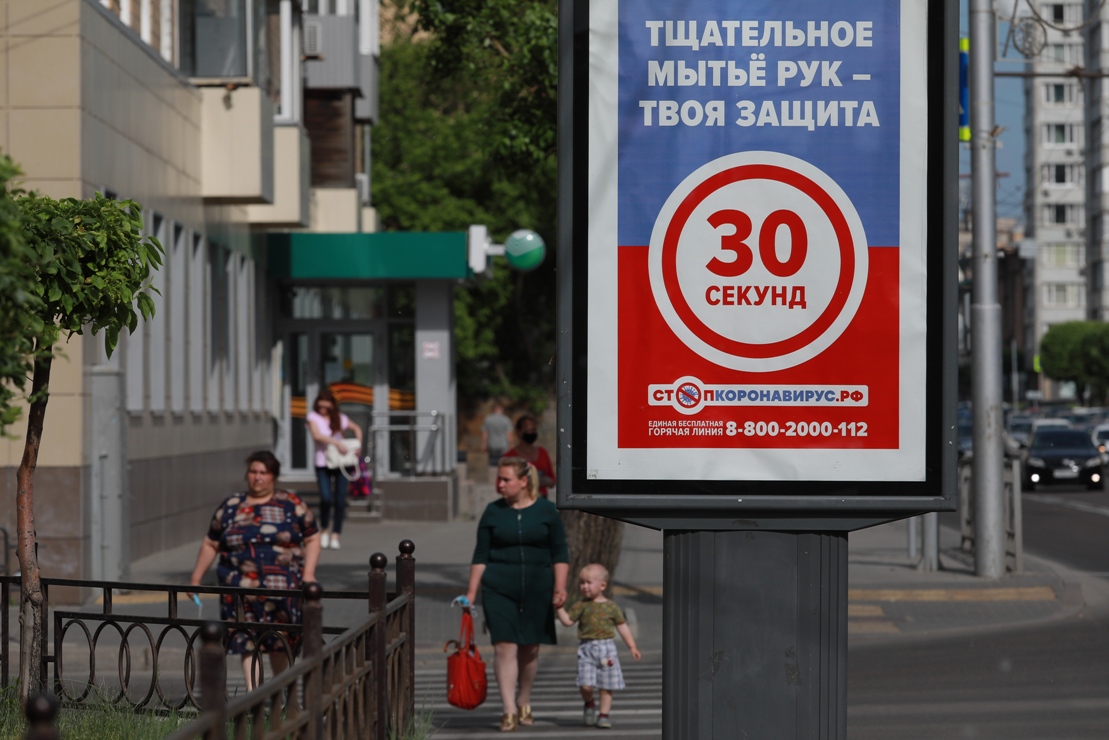 ТЩАТЕЛЬНОЕ
МЫТЬЁ РУК –
ТВОЯ ЗАЩИТА
30
СЕКУНД
СТОПКОРОНАВИРУС.РФ
ЕДИНАЯ БЕСПЛАТНАЯ
ГОРЯЧАЯ ЛИНИЯ 8-800-2000-112